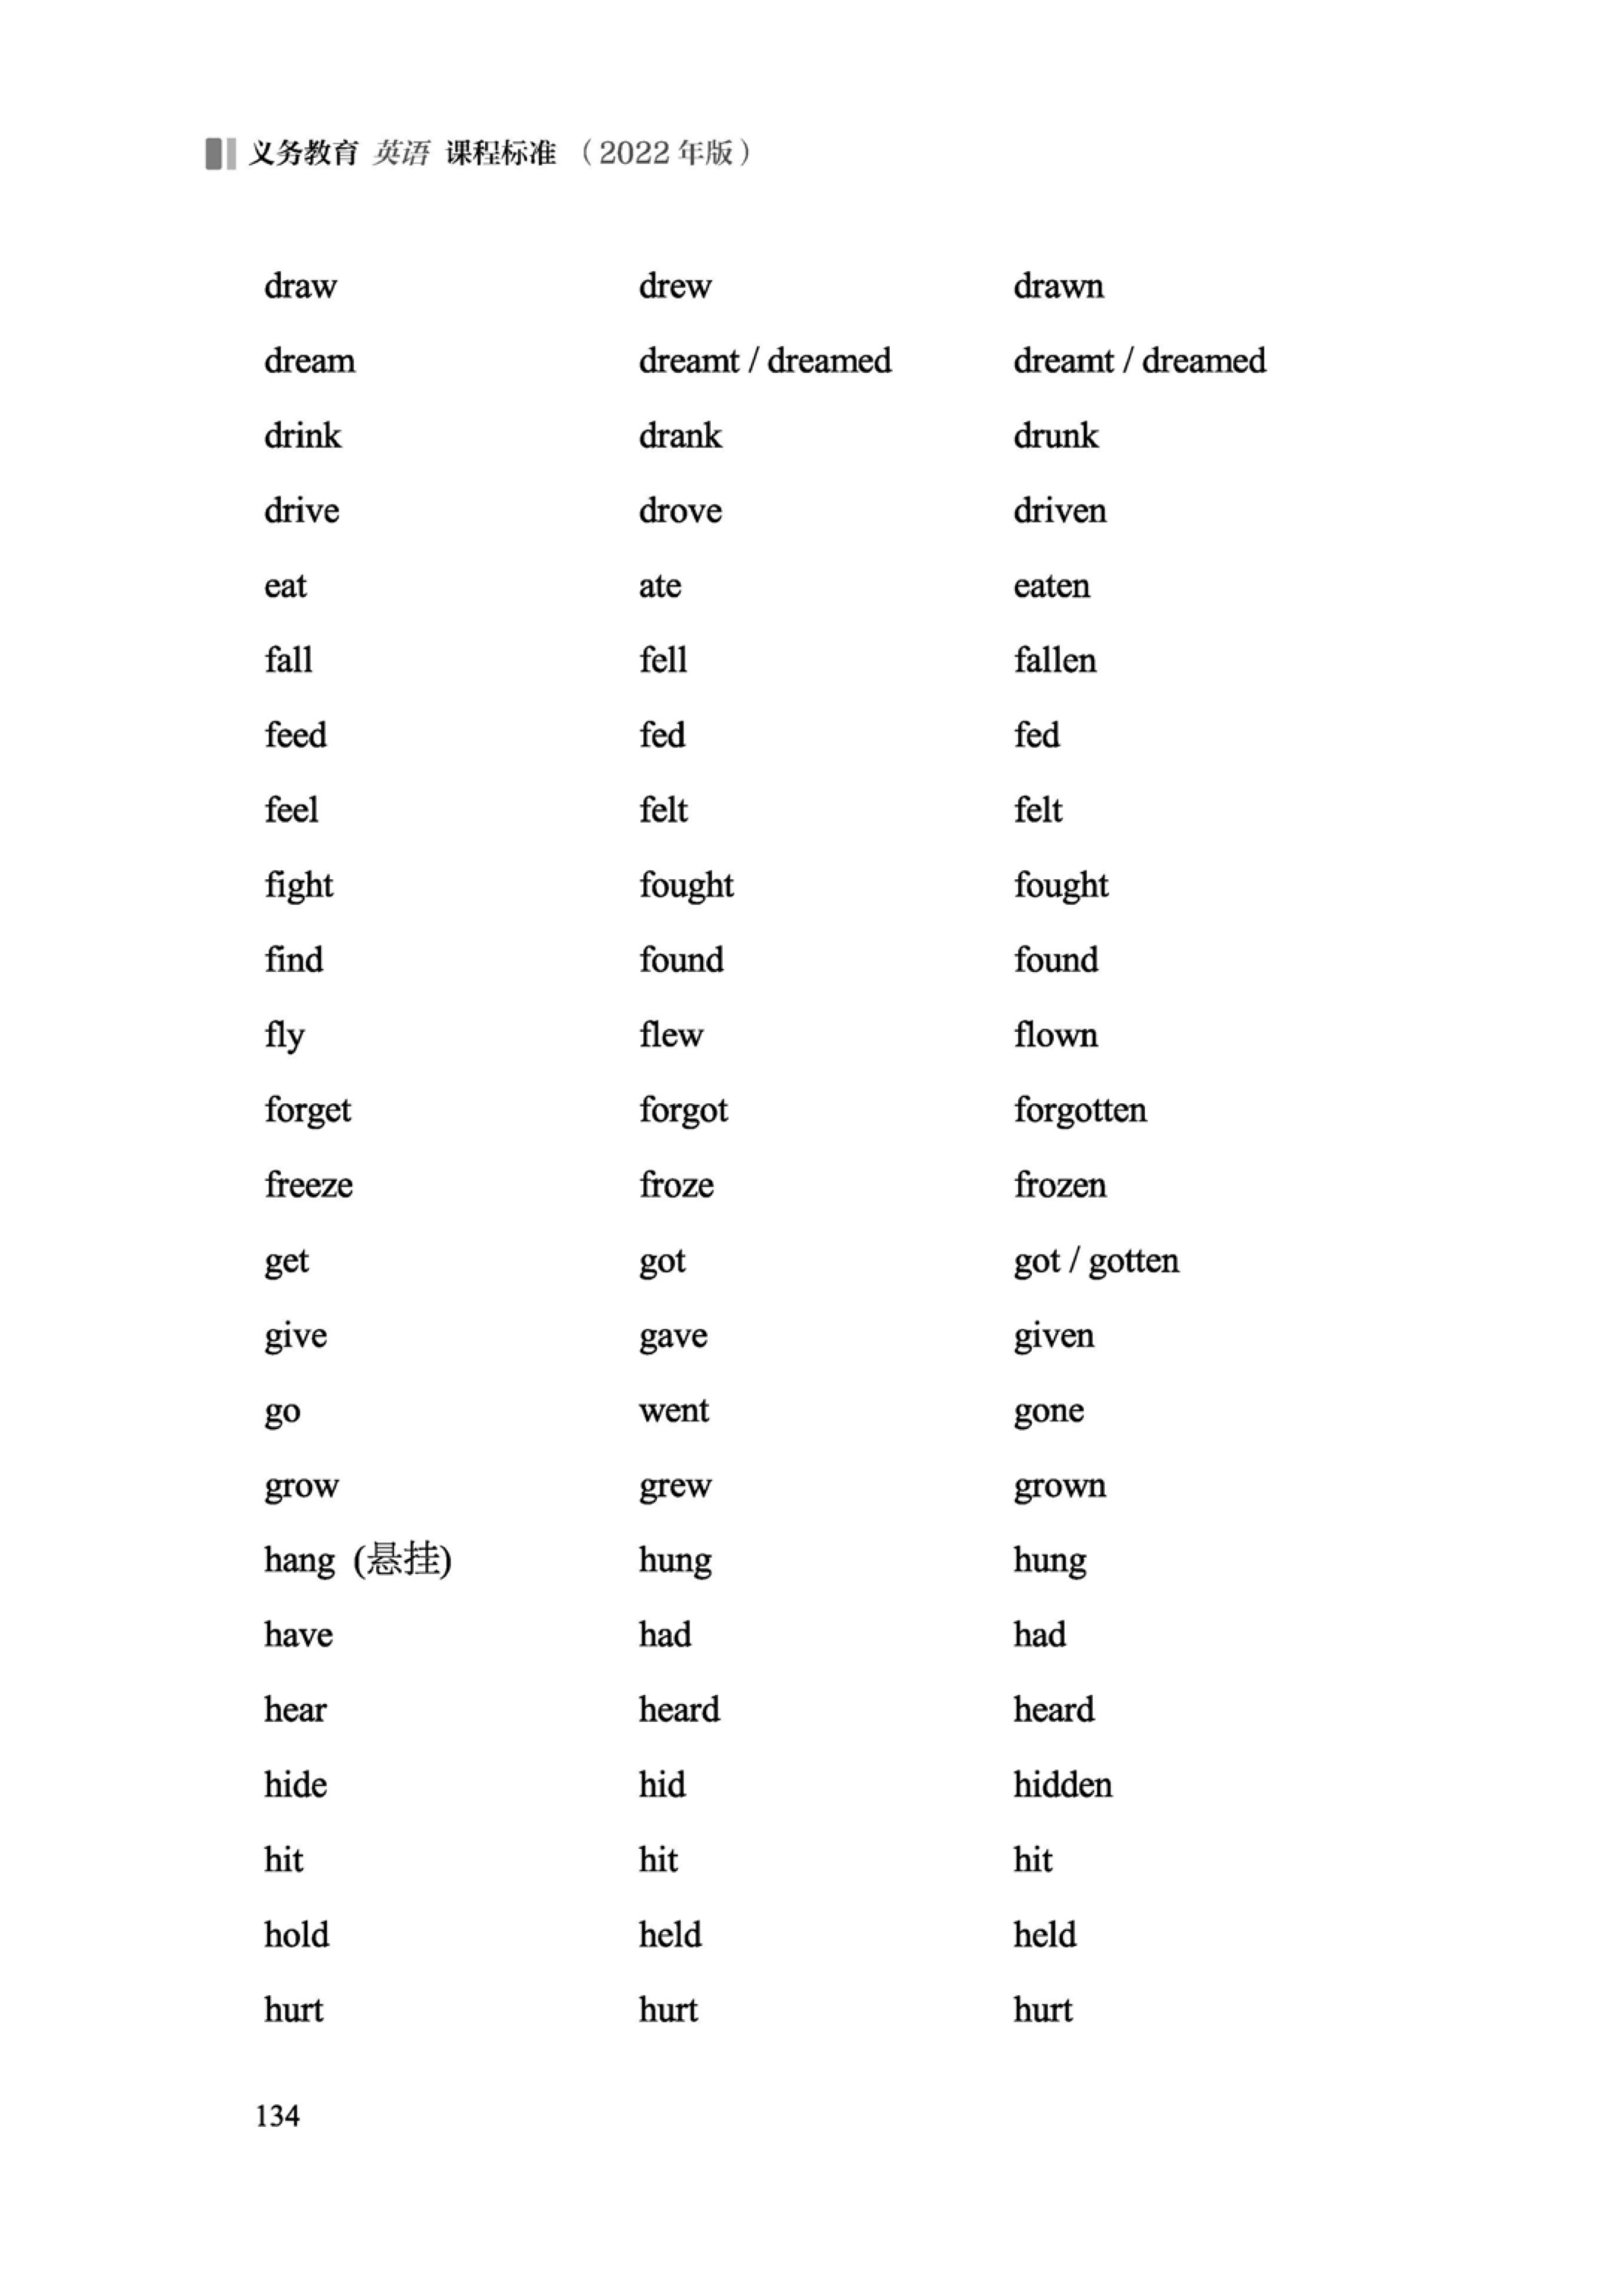 义务教育 英语 课程标准（2022 年版）
draw drew drawn
dream dreamt / dreamed dreamt / dreamed
drink drank drunk
drive drove driven
eat ate eaten
fall fell fallen
feed fed fed
feel felt felt
fight fought fought
find found found
fly flew flown
forget forgot forgotten
freeze froze frozen
get got got / gotten
give gave given
go went gone
grow grew grown
hang (悬挂) hung hung
have had had
hear heard heard
hide hid hidden
hit hit hit
hold held held
hurt hurt hurt
134